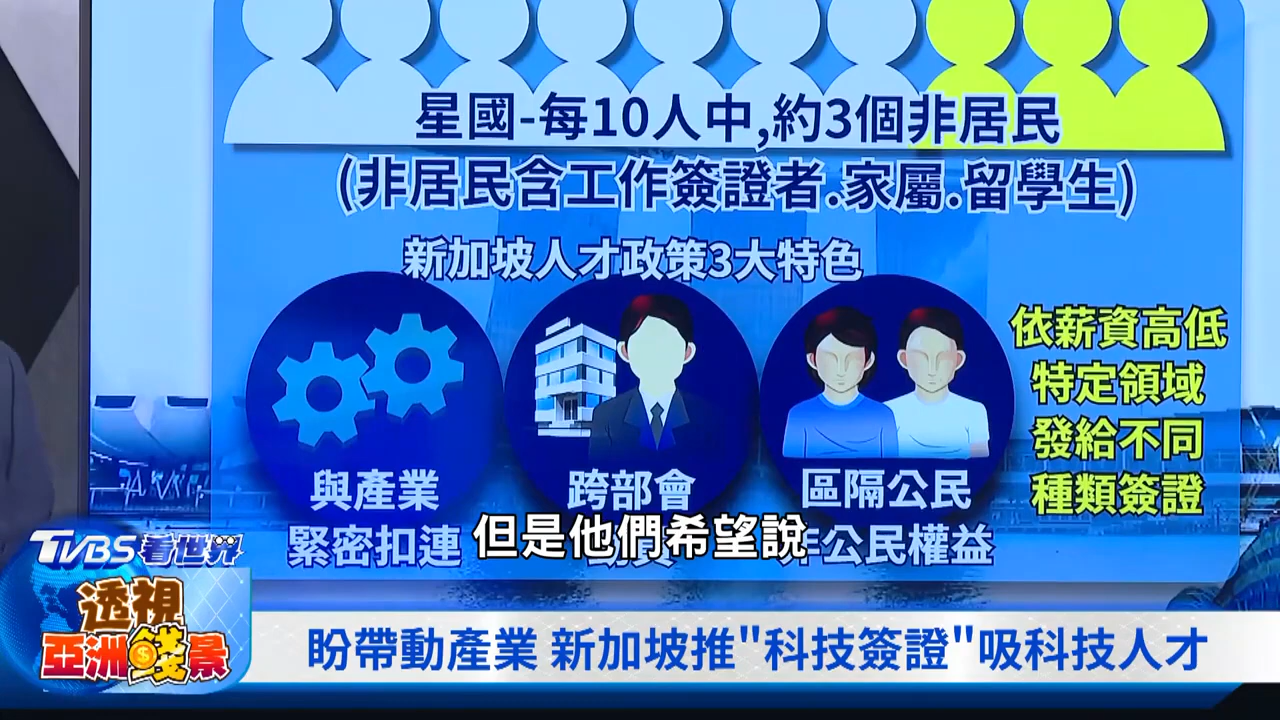 星國-每10人中,約3個非居民
(非居民含工作簽證者.家屬.留學生)
新加坡人才政策3大特色
與產業
緊密扣連
跨部會
區隔公民
非公民權益
依薪資高低
特定領域
發給不同
種類簽證
但是他們希望說
TVBS看世界
透視
亞洲錢景
盼帶動產業 新加坡推"科技簽證"吸科技人才